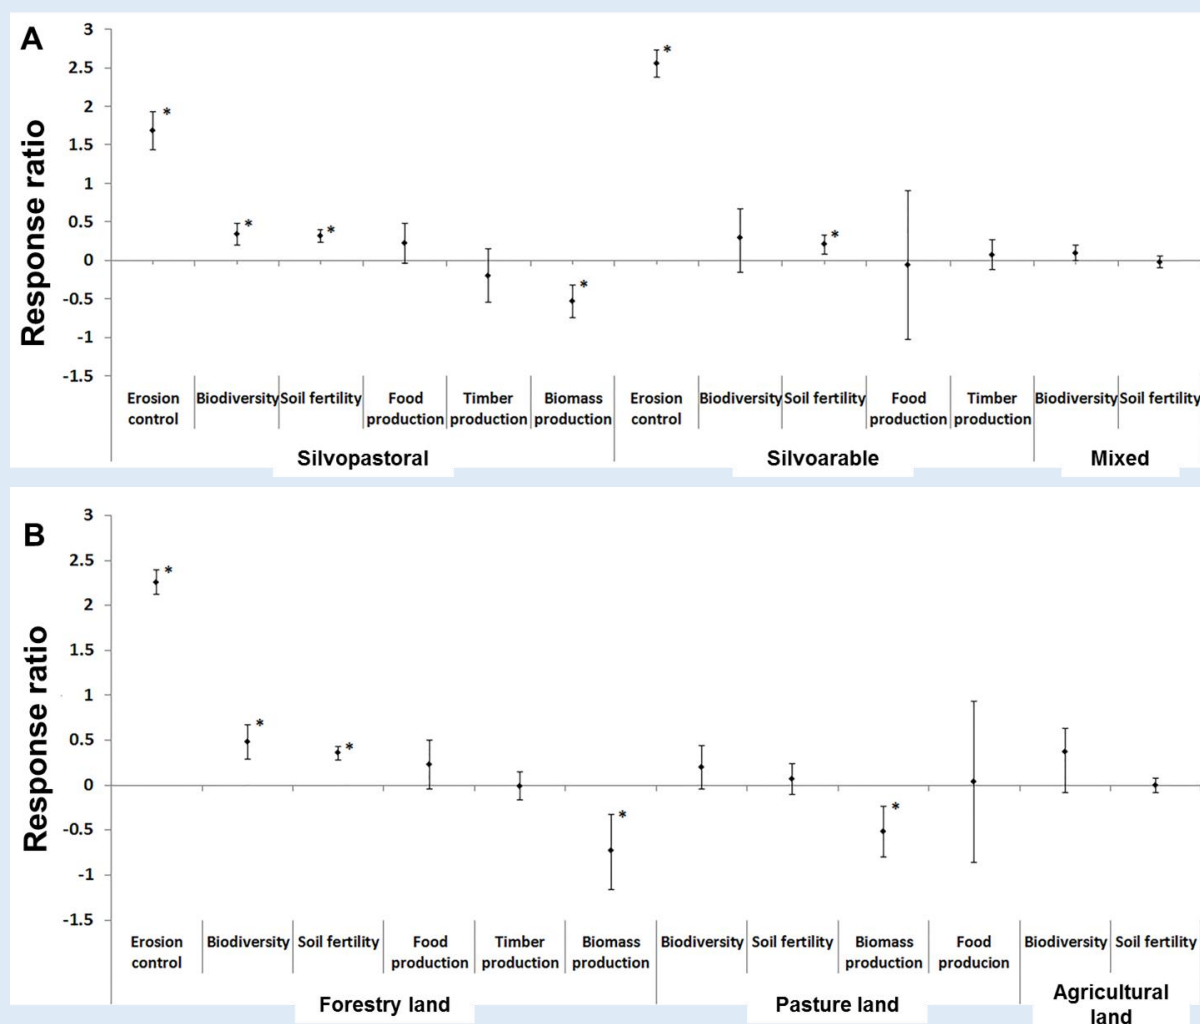 A
Response ratio
3
2.5
2
1.5
1
0.5
0
-0.5
-1
-1.5
*
*
*
*
*
*
Erosion control
Biodiversity
Soil fertility
Food production
Timber production
Biomass production
Erosion control
Biodiversity
Soil fertility
Food production
Timber production
Biodiversity
Soil fertility
Silvopastoral
Silvoarable
Mixed
B
Response ratio
3
2.5
2
1.5
1
0.5
0
-0.5
-1
-1.5
*
*
*
*
*
Erosion control
Biodiversity
Soil fertility
Food production
Timber production
Biomass production
Biodiversity
Soil fertility
Biomass production
Food producion
Biodiversity
Soil fertility
Forestry land
Pasture land
Agricultural land